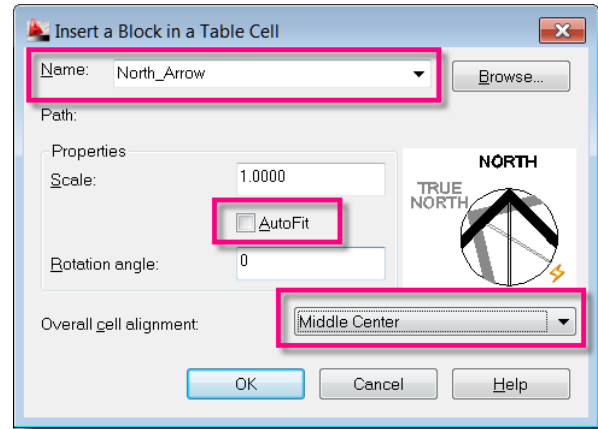 Insert a Block in a Table Cell
Name: North_Arrow Browse...
Path:
Properties
Scale: 1.0000
AutoFit
Rotation angle: 0
NORTH
TRUE
NORTH
Overall cell alignment: Middle Center
OK Cancel Help